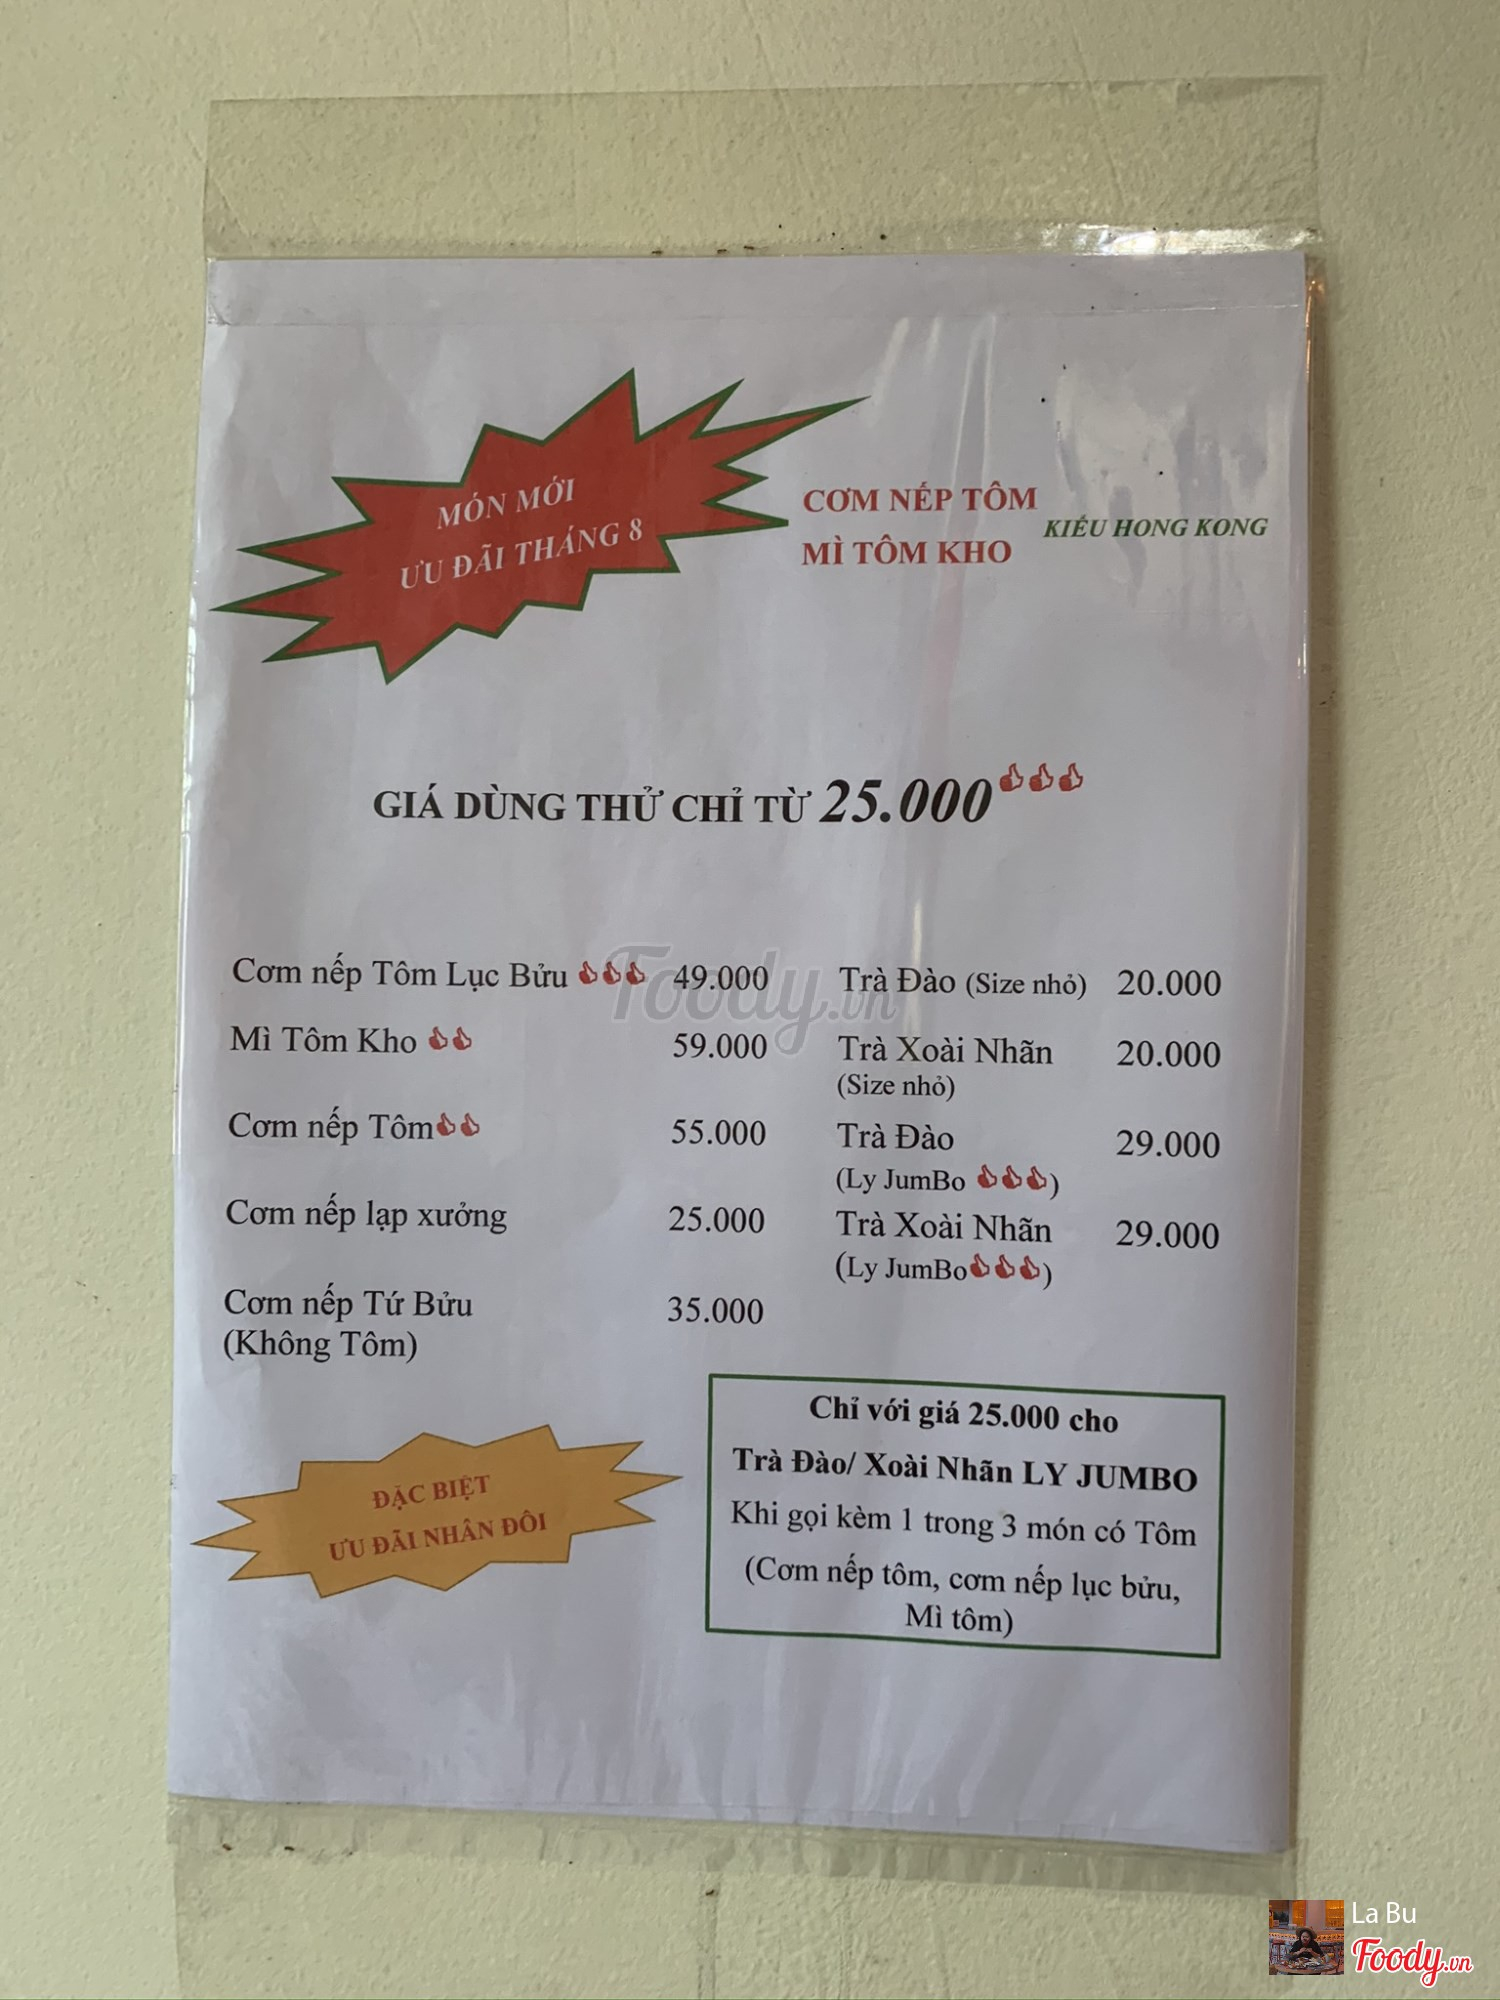 MÓN MỚI
ƯU ĐÃI THÁNG 8
CƠM NẾP TÔM
MÌ TÔM KHO
KIỂU HONG KONG
GIÁ DÙNG THỬ CHỈ TỪ 25.000
Cơm nếp Tôm Lục Bửu 49.000
Mì Tôm Kho 59.000
Cơm nếp Tôm 55.000
Cơm nếp lạp xưởng 25.000
Cơm nếp Tứ Bửu 35.000
(Không Tôm)
Trà Đào (Size nhỏ) 20.000
Trà Xoài Nhãn 20.000
(Size nhỏ)
Trà Đào 29.000
(Ly JumBo)
Trà Xoài Nhãn 29.000
(Ly JumBo)
ĐẶC BIỆT
ƯU ĐÃI NHÂN ĐÔI
Chỉ với giá 25.000 cho
Trà Đào/ Xoài Nhãn LY JUMBO
Khi gọi kèm 1 trong 3 món có Tôm
(Cơm nếp tôm, cơm nếp lục bửu,
Mì tôm)
Foody.vn
La Bu
Foody.vn